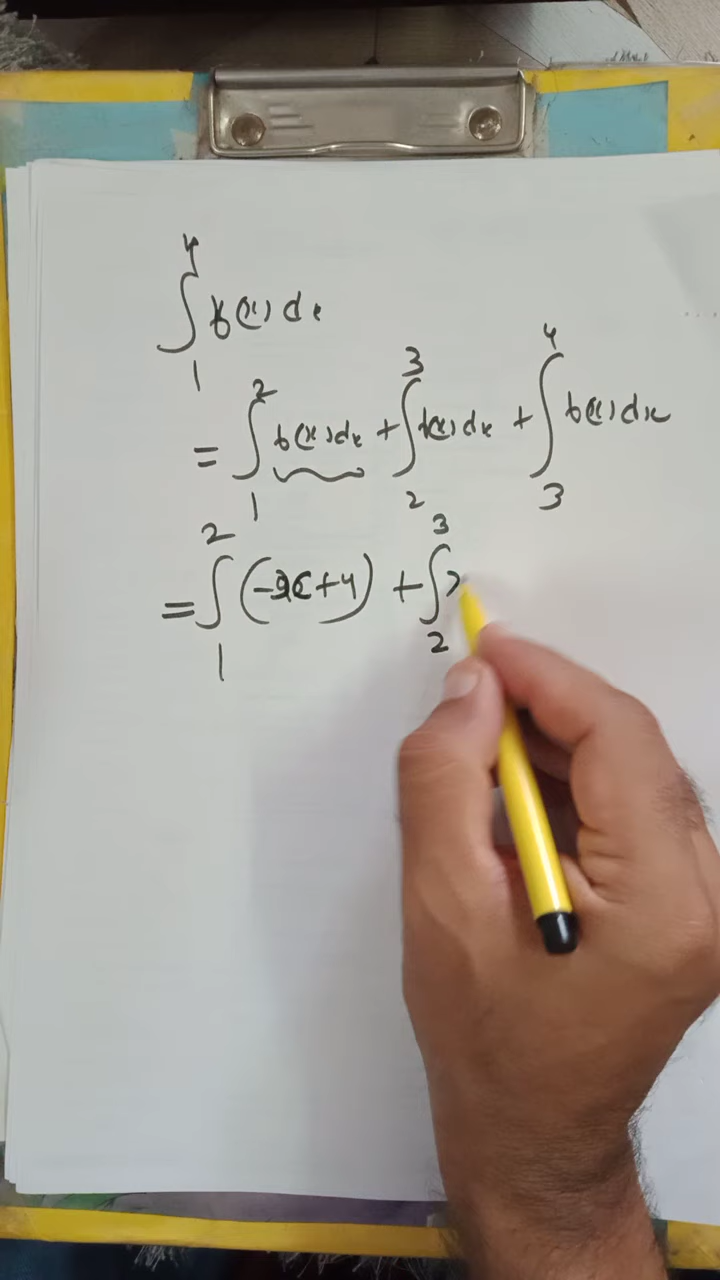 ∫₁⁴ f(x) dx
= ∫₁² f(x) dx + ∫₂³ f(x) dx + ∫₃⁴ f(x) dx
= ∫₁² (-x+4) + ∫₂³ x